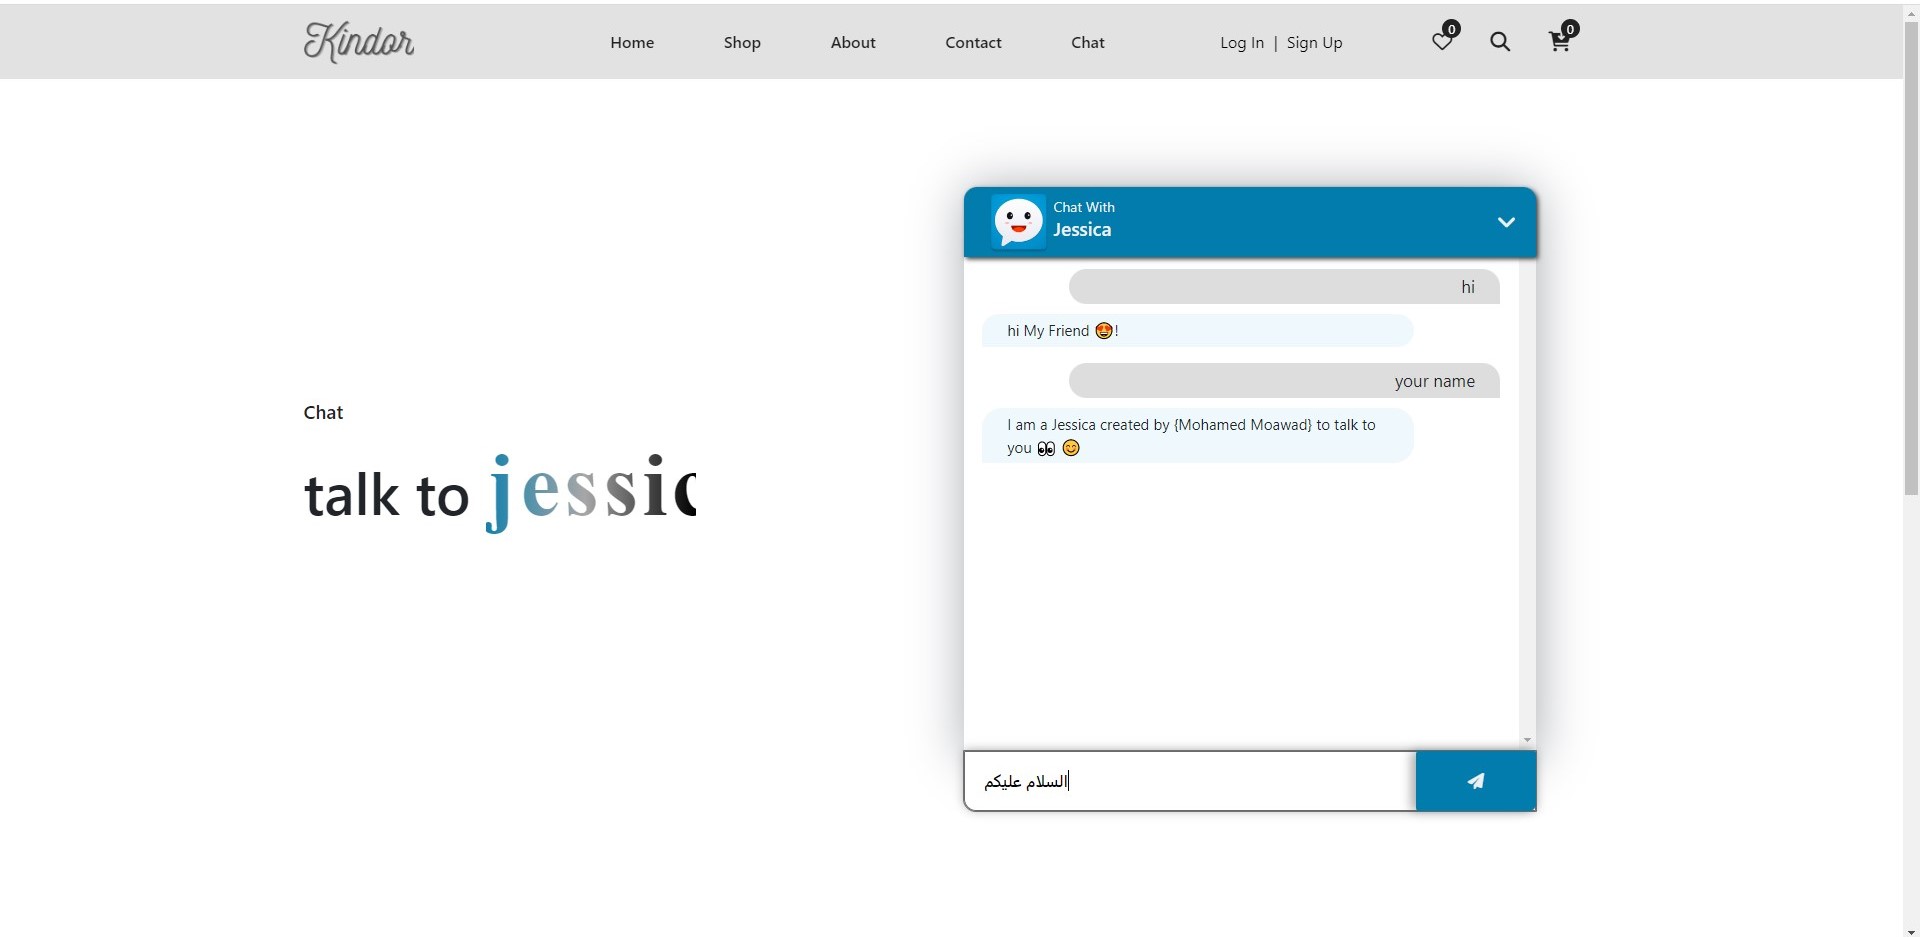 Kindor
Home
Shop
About
Contact
Chat
Log In | Sign Up
0
0
Chat With
Jessica
hi
hi My Friend 😍!
your name
I am a Jessica created by {Mohamed Moawad} to talk to
you 👀 😊
Chat
talk to jessic
السلام عليكم